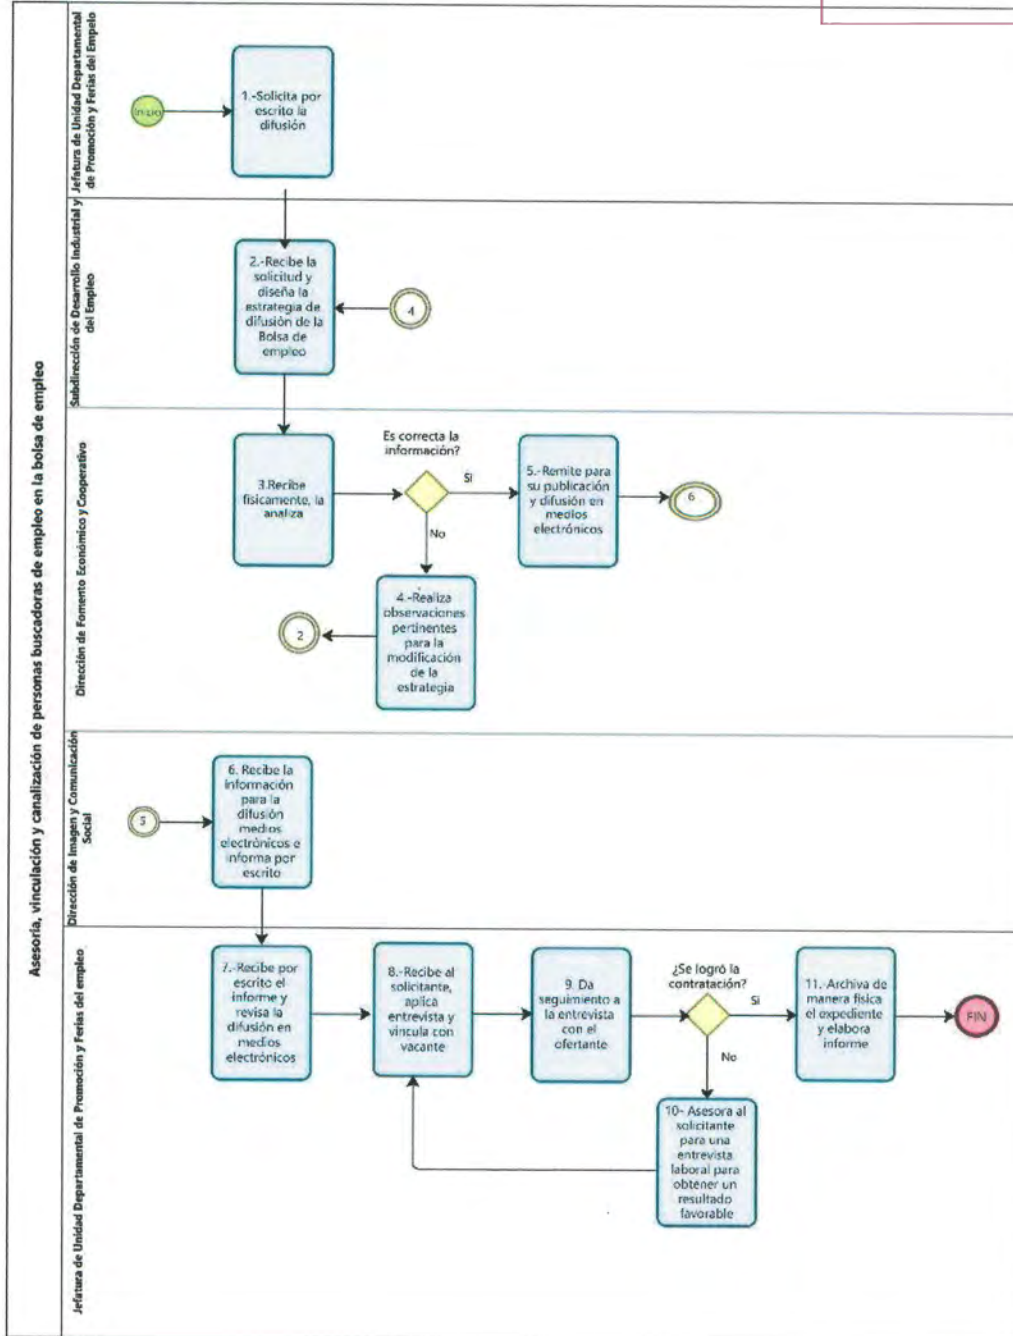 Asesoría, vinculación y canalización de personas buscadoras de empleo en la bolsa de empleo
Jefatura de Unidad Departamental
de Promoción y Ferias del Empelo
Inicio
1.-Solicita por
escrito la
difusión
Subdirección de Desarrollo Industrial y
del Empleo
2.-Recibe la
solicitud y
diseña la
estrategia de
difusión de la
Bolsa de
empleo
4
Dirección de Fomento Económico y Cooperativo
3.Recibe
físicamente, la
analiza
Es correcta la
información?
Si
No
5.-Remite para
su publicación
y difusión en
medios
electrónicos
6
4.-Realiza
observaciones
pertinentes
para la
modificación
de la
estrategia
2
Dirección de Imagen y Comunicación
Social
5
6. Recibe la
información
para la
difusión
medios
electrónicos e
informa por
escrito
Jefatura de Unidad Departamental de Promoción y Ferias del empleo
7.-Recibe por
escrito el
informe y
revisa la
difusión en
medios
electrónicos
8.-Recibe al
solicitante,
aplica
entrevista y
vincula con
vacante
9. Da
seguimiento a
la entrevista
con el
ofertante
¿Se logró la
contratación?
Si
No
11.- Archiva de
manera física
el expediente
y elabora
informe
FIN
10- Asesora al
solicitante
para una
entrevista
laboral para
obtener un
resultado
favorable